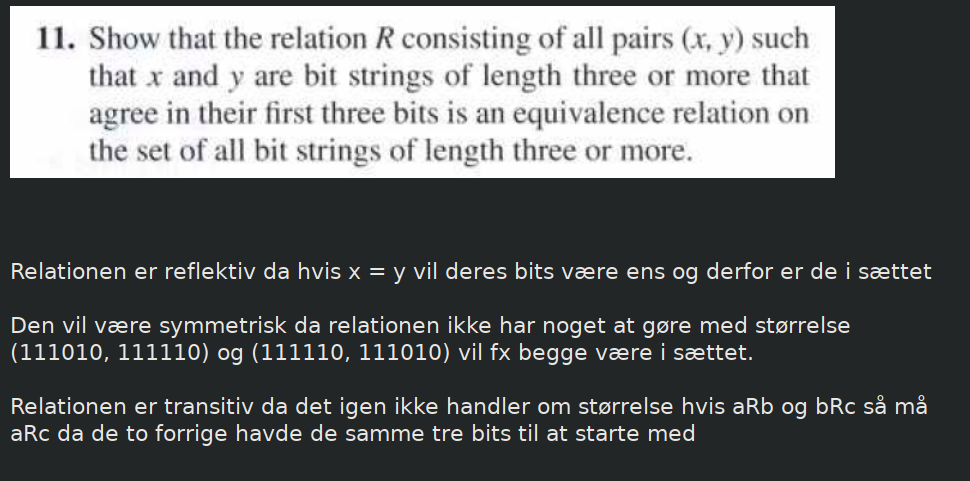 11. Show that the relation R consisting of all pairs (x, y) such
that x and y are bit strings of length three or more that
agree in their first three bits is an equivalence relation on
the set of all bit strings of length three or more.
Relationen er reflektiv da hvis x = y vil deres bits være ens og derfor er de i sættet
Den vil være symmetrisk da relationen ikke har noget at gøre med størrelse
(111010, 111110) og (111110, 111010) vil fx begge være i sættet.
Relationen er transitiv da det igen ikke handler om størrelse hvis aRb og bRc så må
aRc da de to forrige havde de samme tre bits til at starte med